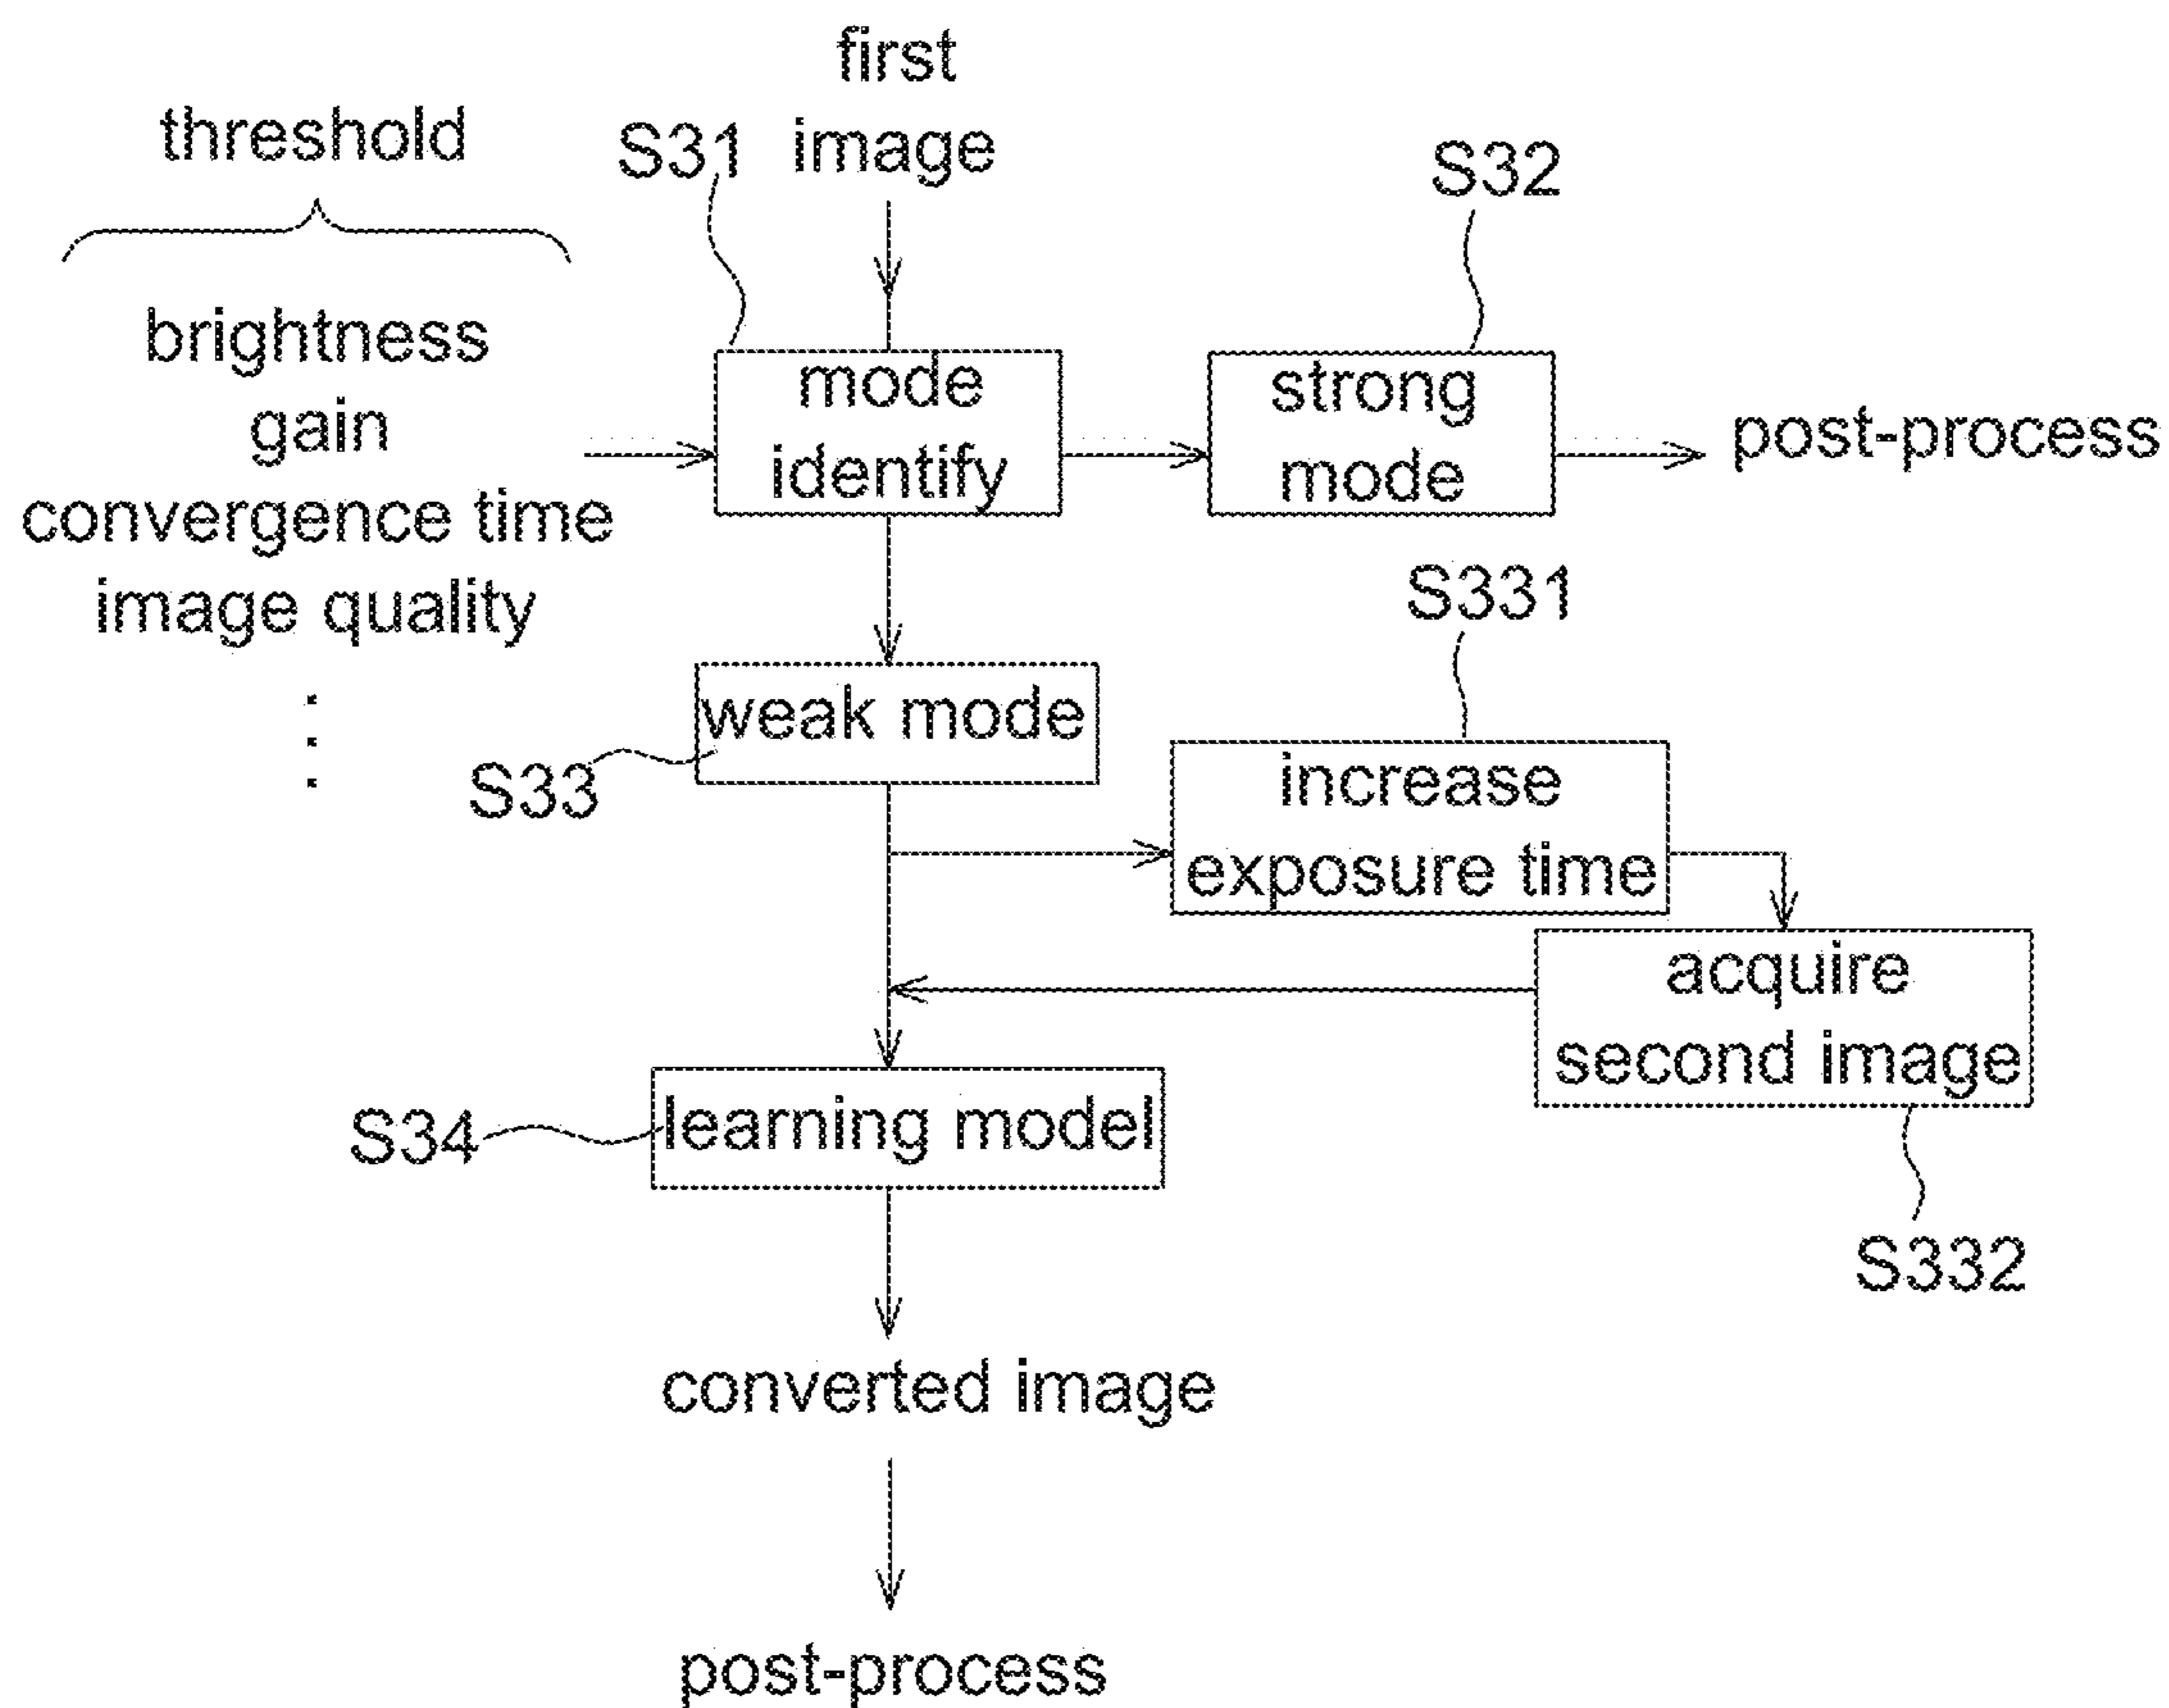 first
image
threshold
S31
S32
brightness
gain
convergence time
image quality
mode
identify
strong
mode
post-process
S331
weak mode
S33
increase
exposure time
acquire
second image
S332
learning model
S34
converted image
post-process